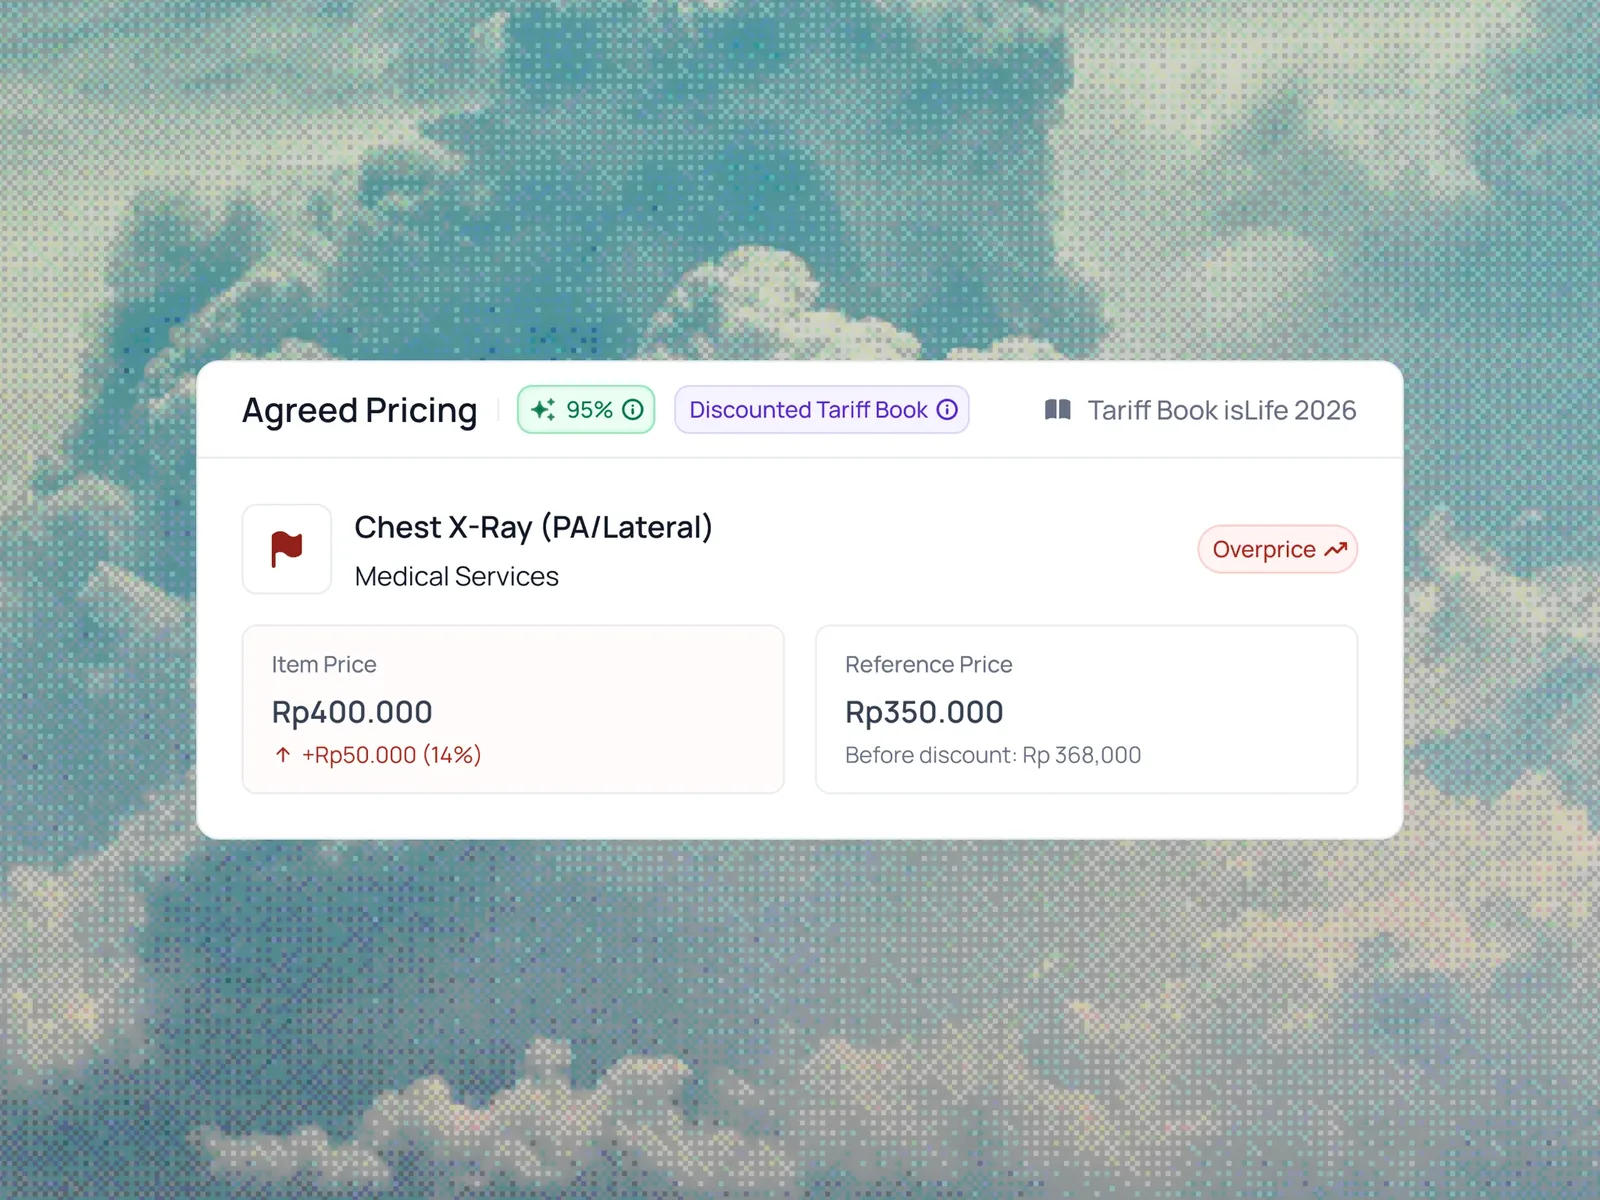 Agreed Pricing
95%
Discounted Tariff Book
Tariff Book isLife 2026
Chest X-Ray (PA/Lateral)
Medical Services
Overprice
Item Price
Rp400.000
+Rp50.000 (14%)
Reference Price
Rp350.000
Before discount: Rp 368,000